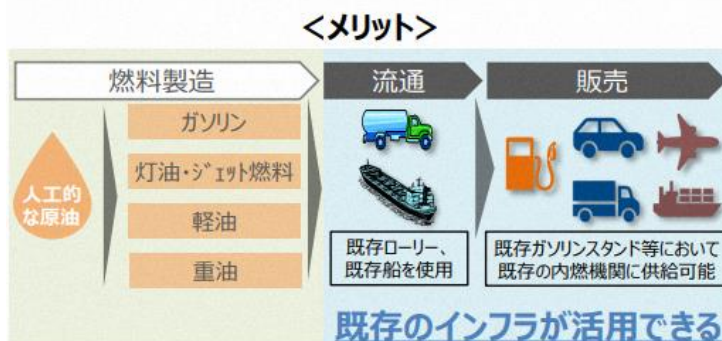 <メリット>
燃料製造
流通
販売
人工的
な原油
ガソリン
灯油・ジェット燃料
軽油
重油
既存ローリー、
既存船を使用
既存ガソリンスタンド等において
既存の内燃機関に供給可能
既存のインフラが活用できる